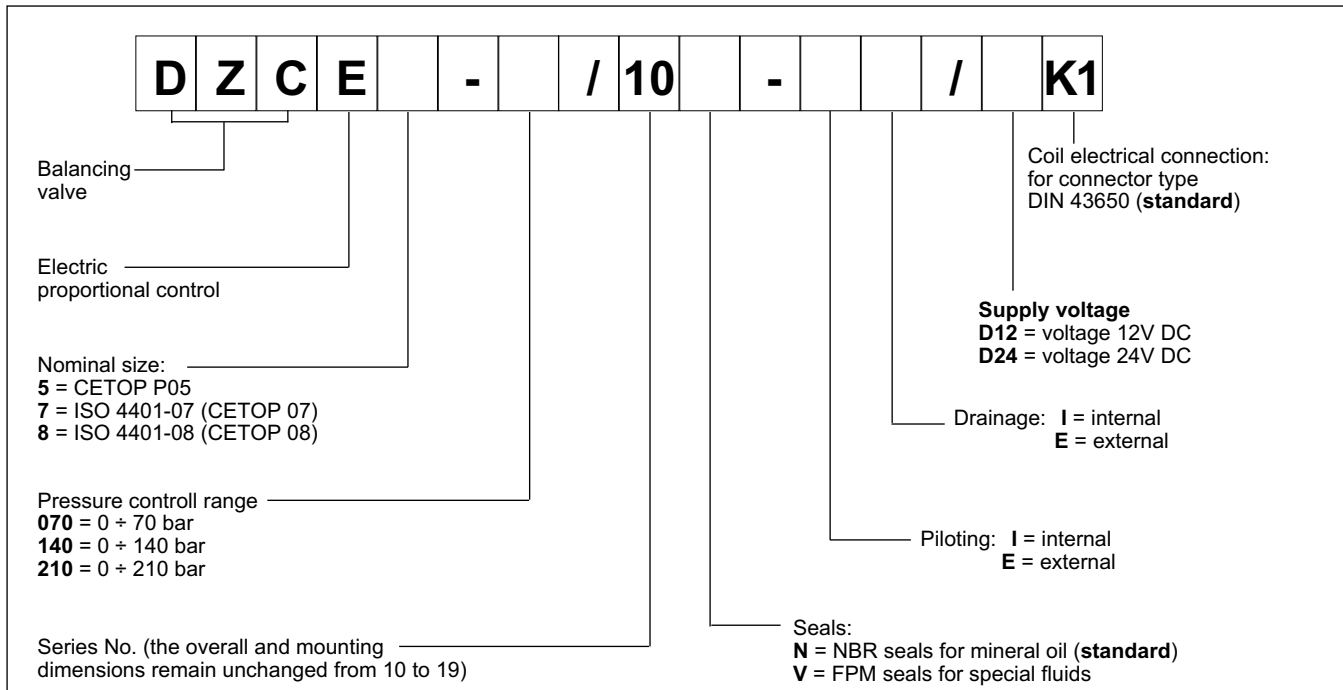 D Z C E - / 10 - / K1
Balancing
valve
Electric
proportional control
Nominal size:
5 = CETOP P05
7 = ISO 4401-07 (CETOP 07)
8 = ISO 4401-08 (CETOP 08)
Pressure controll range
070 = 0 ÷ 70 bar
140 = 0 ÷ 140 bar
210 = 0 ÷ 210 bar
Series No. (the overall and mounting
dimensions remain unchanged from 10 to 19)
Coil electrical connection:
for connector type
DIN 43650 (standard)
Supply voltage
D12 = voltage 12V DC
D24 = voltage 24V DC
Drainage: I = internal
E = external
Piloting: I = internal
E = external
Seals:
N = NBR seals for mineral oil (standard)
V = FPM seals for special fluids